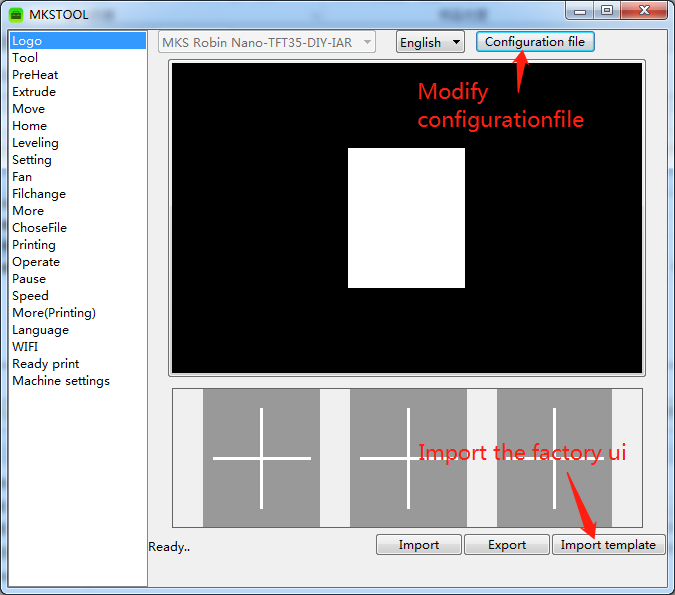 MKSTOOL
Logo
Tool
PreHeat
Extrude
Move
Home
Leveling
Setting
Fan
Filchange
More
ChoseFile
Printing
Operate
Pause
Speed
More(Printing)
Language
WIFI
Ready print
Machine settings
MKS Robin Nano-TFT35-DIY-IAR
English
Configuration file
Modify
configurationfile
Import the factory ui
Ready..
Import
Export
Import template